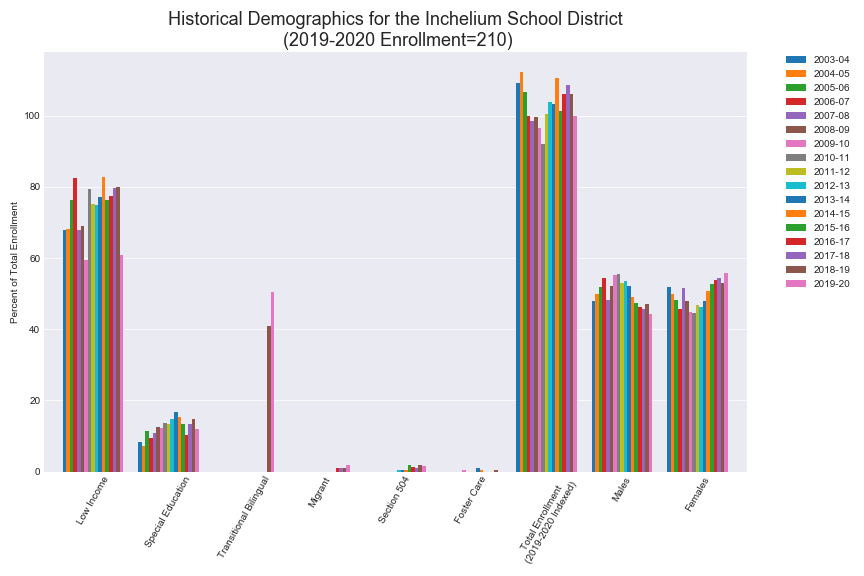 Historical Demographics for the Inchelium School District
(2019-2020 Enrollment=210)
Percent of Total Enrollment
100
80
60
40
20
0
Low Income
Special Education
Transitional Bilingual
Migrant
Section 504
Foster Care
Total Enrollment
(2019-2020 Indexed)
Males
Females
2003-04
2004-05
2005-06
2006-07
2007-08
2008-09
2009-10
2010-11
2011-12
2012-13
2013-14
2014-15
2015-16
2016-17
2017-18
2018-19
2019-20